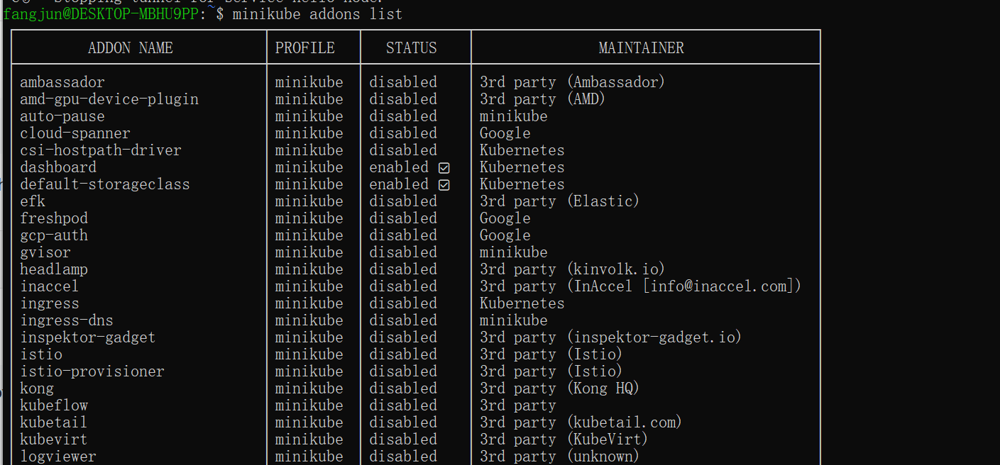 fangjun@DESKTOP-MBHU9PP:~$ minikube addons list
ADDON NAME PROFILE STATUS MAINTAINER
ambassador minikube disabled 3rd party (Ambassador)
amd-gpu-device-plugin minikube disabled 3rd party (AMD)
auto-pause minikube disabled minikube
cloud-spanner minikube disabled Google
csi-hostpath-driver minikube disabled Kubernetes
dashboard minikube enabled ☑ Kubernetes
default-storageclass minikube enabled ☑ Kubernetes
efk minikube disabled 3rd party (Elastic)
freshpod minikube disabled Google
gcp-auth minikube disabled Google
gvisor minikube disabled minikube
headlamp minikube disabled 3rd party (kinvolk.io)
inaccel minikube disabled 3rd party (InAccel [info@inaccel.com])
ingress minikube disabled Kubernetes
ingress-dns minikube disabled minikube
inspektor-gadget minikube disabled 3rd party (inspektor-gadget.io)
istio minikube disabled 3rd party (Istio)
istio-provisioner minikube disabled 3rd party (Istio)
kong minikube disabled 3rd party (Kong HQ)
kubeflow minikube disabled 3rd party
kubetail minikube disabled 3rd party (kubetail.com)
kubevirt minikube disabled 3rd party (KubeVirt)
logviewer minikube disabled 3rd party (unknown)